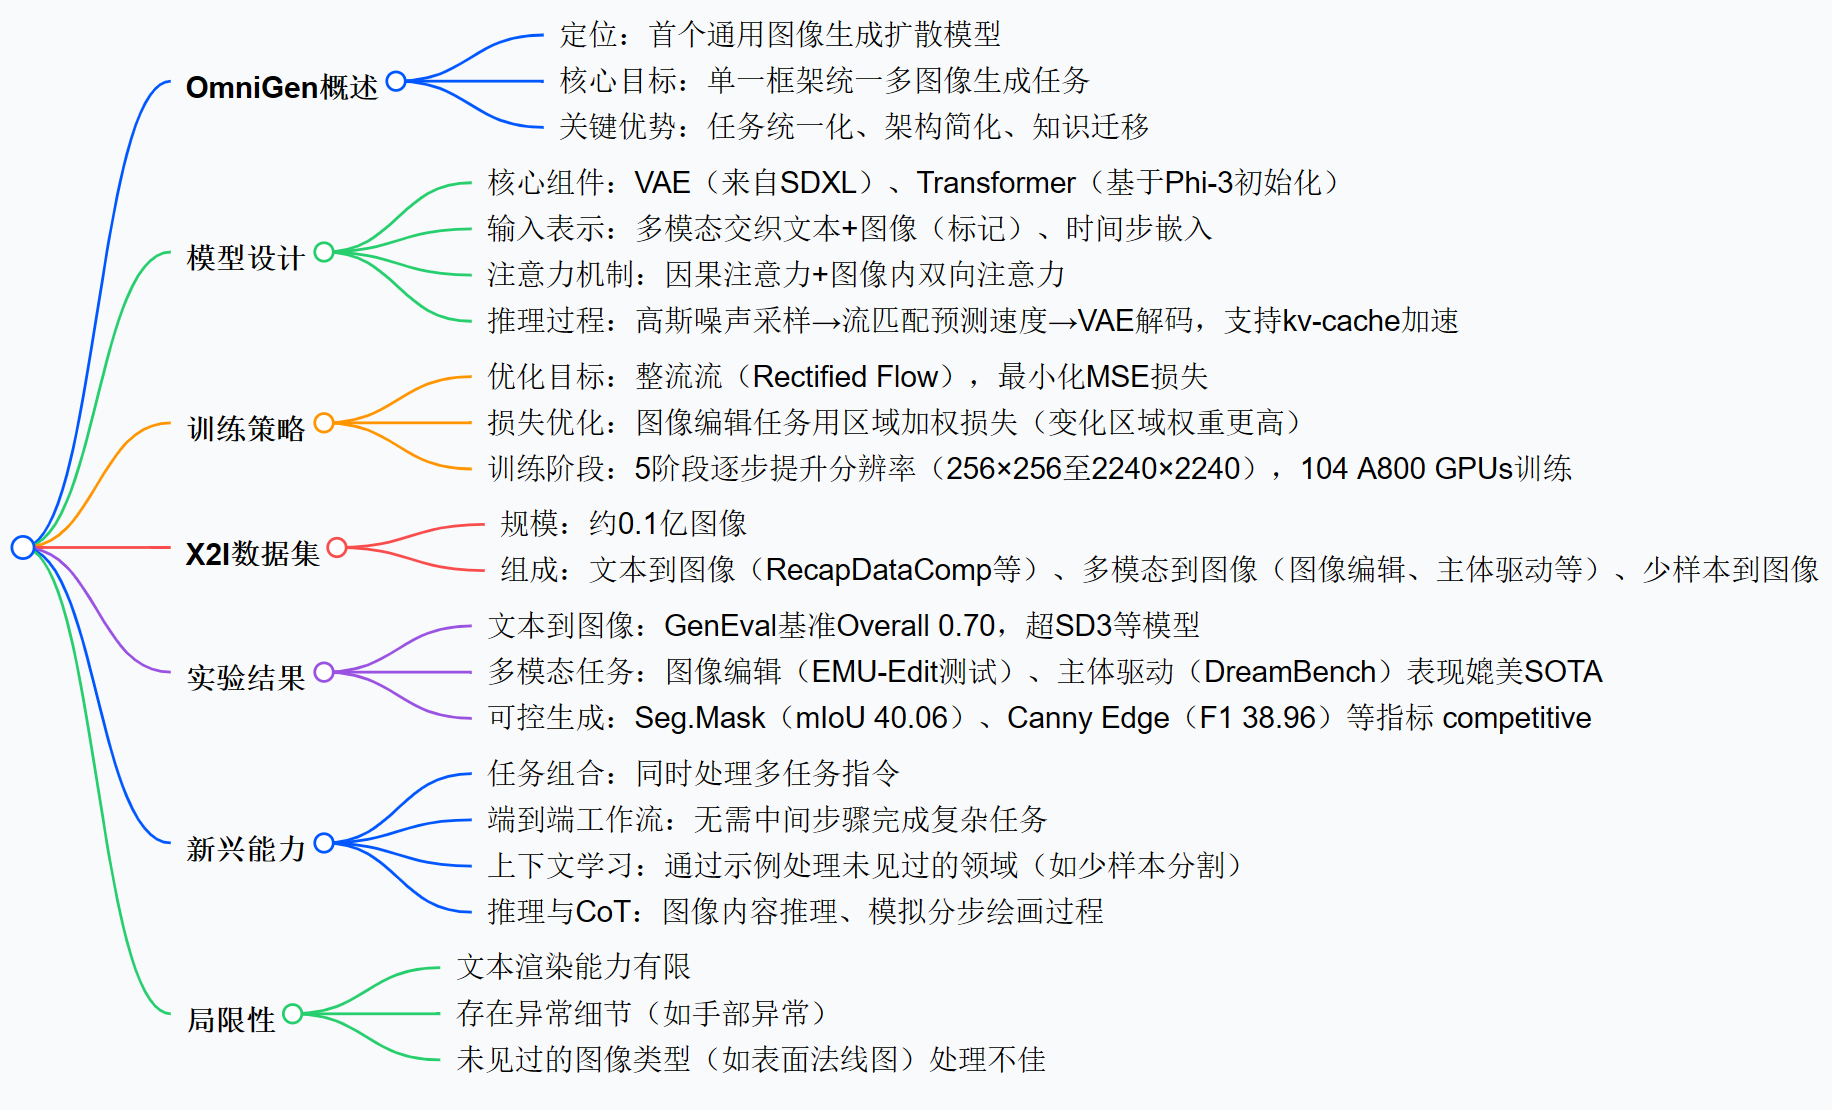 OmniGen概述
定位：首个通用图像生成扩散模型
核心目标：单一框架统一多图像生成任务
关键优势：任务统一化、架构简化、知识迁移
模型设计
核心组件：VAE（来自SDXL）、Transformer（基于Phi-3初始化）
输入表示：多模态交织文本+图像（标记）、时间步嵌入
注意力机制：因果注意力+图像内双向注意力
推理过程：高斯噪声采样→流匹配预测速度→VAE解码，支持kv-cache加速
训练策略
优化目标：整流流（Rectified Flow），最小化MSE损失
损失优化：图像编辑任务用区域加权损失（变化区域权重更高）
训练阶段：5阶段逐步提升分辨率（256×256至2240×2240），104 A800 GPUs训练
X2I数据集
规模：约0.1亿图像
组成：文本到图像（RecapDataComp等）、多模态到图像（图像编辑、主体驱动等）、少样本到图像
实验结果
文本到图像：GenEval基准Overall 0.70，超SD3等模型
多模态任务：图像编辑（EMU-Edit测试）、主体驱动（DreamBench）表现媲美SOTA
可控生成：Seg.Mask（mIoU 40.06）、Canny Edge（F1 38.96）等指标 competitive
新兴能力
任务组合：同时处理多任务指令
端到端工作流：无需中间步骤完成复杂任务
上下文学习：通过示例处理未见过的领域（如少样本分割）
推理与CoT：图像内容推理、模拟分步绘画过程
局限性
文本渲染能力有限
存在异常细节（如手部异常）
未见过的图像类型（如表面法线图）处理不佳